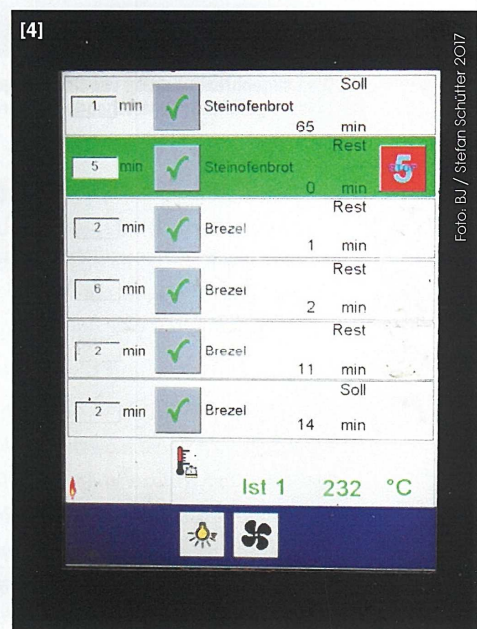 [4]
Soll
1 min Steinofenbrot
65 min
Rest
5 min Steinofenbrot 5
0 min
Rest
2 min Brezel
1 min
Rest
6 min Brezel
2 min
Rest
2 min Brezel
11 min
Soll
2 min Brezel
14 min
Ist 1 232 °C
Foto: BJ / Stefan Schütter 2017